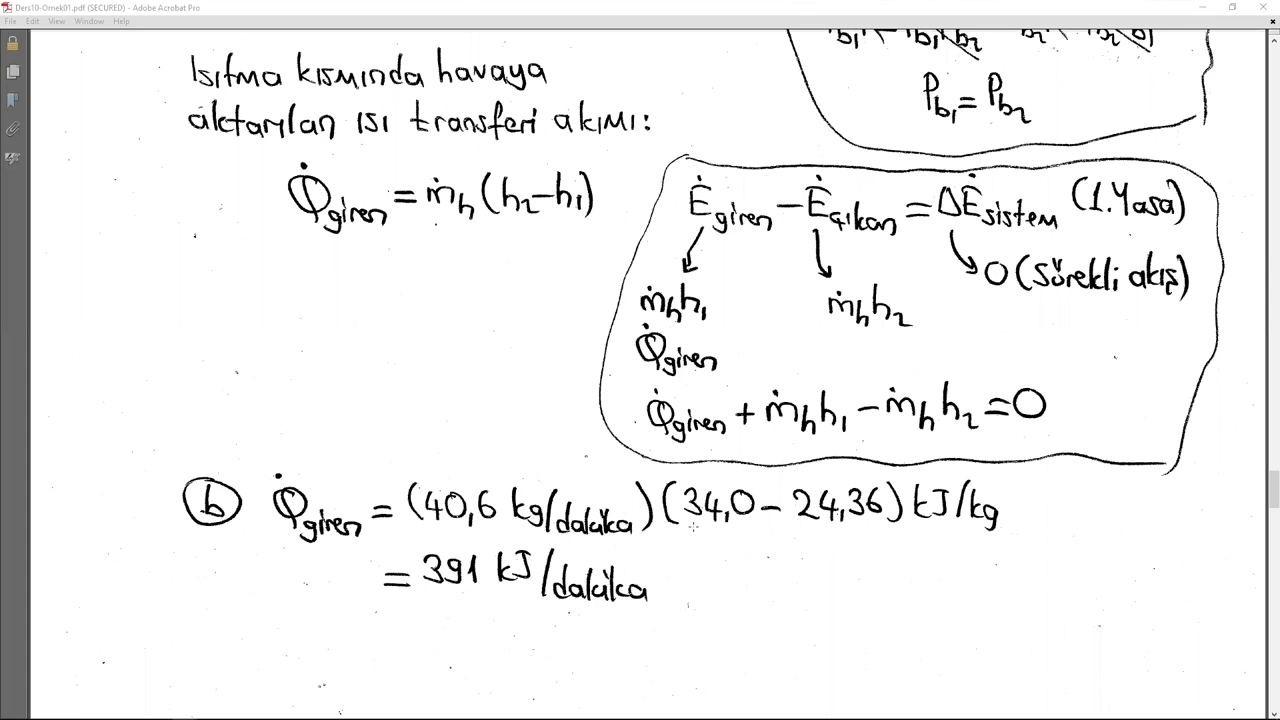 Ders10-Ornek01.pdf (SECURED) - Adobe Acrobat Pro
File Edit View Window Help
Isıtma kısmında havaya
aktarılan ısı transferi akımı:
P_b1 = P_b2
Q̇_giren = ṁ_h (h_2 - h_1)
Ė_giren - Ė_çıkan = ΔĖ_sistem (1.Yasa)
0 (sürekli akış)
ṁ_h h_1
ṁ_h h_2
Q̇_giren
Q̇_giren + ṁ_h h_1 - ṁ_h h_2 = 0
b Q̇_giren = (40,6 kg/dakika) (34,0 - 24,36) kJ/kg
= 391 kJ/dakika